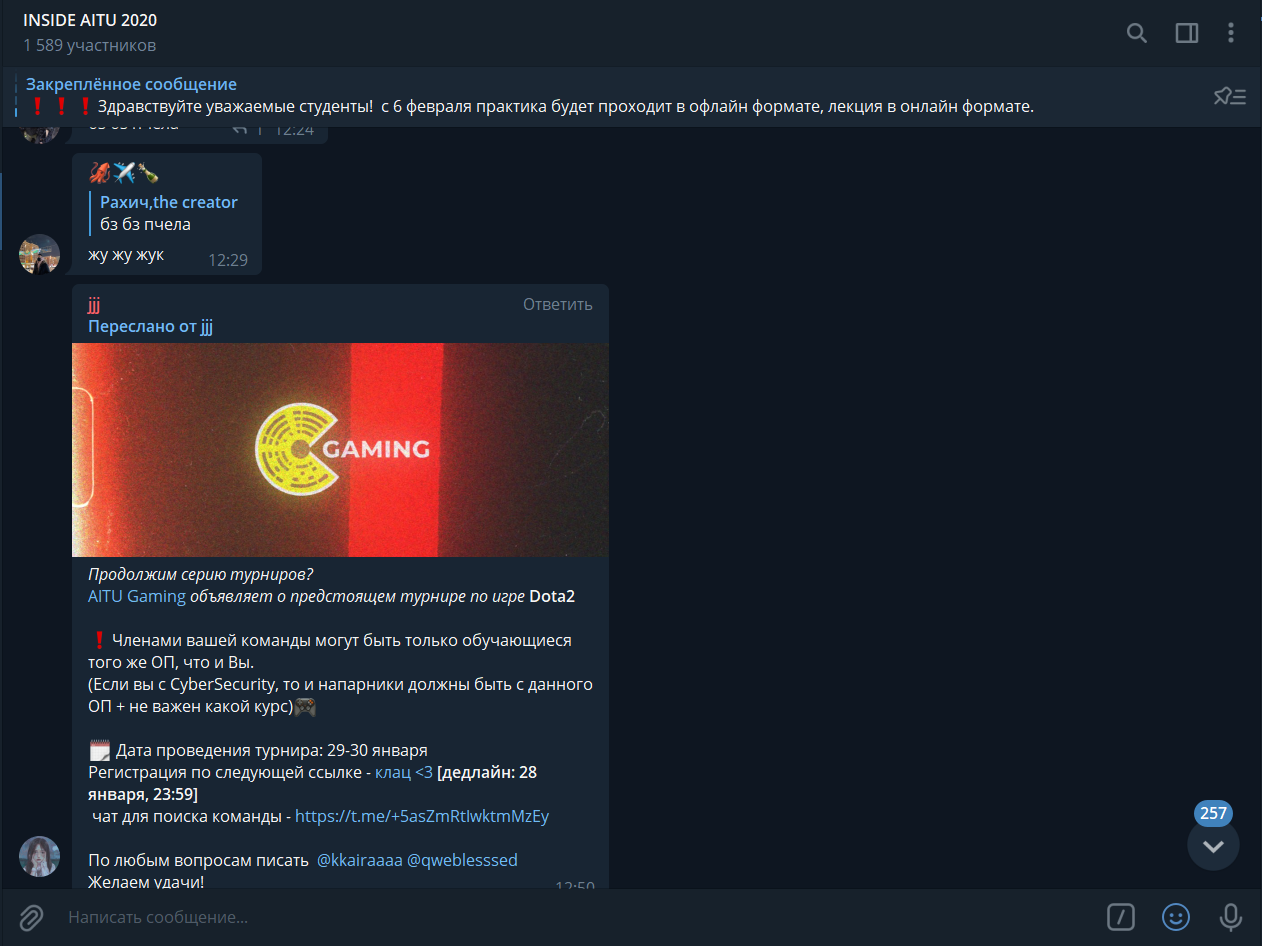 INSIDE AITU 2020
1 589 участников
Закреплённое сообщение
❗❗❗Здравствуйте уважаемые студенты! с 6 февраля практика будет проходит в офлайн формате, лекция в онлайн формате.
бз бз пчела 1 12:24
🦑✈️🍾
Рахич,the creator
бз бз пчела
жу жу жук 12:29
jjj Ответить
Переслано от jjj
GAMING
Продолжим серию турниров?
AITU Gaming объявляет о предстоящем турнире по игре Dota2
❗Членами вашей команды могут быть только обучающиеся
того же ОП, что и Вы.
(Если вы с CyberSecurity, то и напарники должны быть с данного
ОП + не важен какой курс)🎮
🗓 Дата проведения турнира: 29-30 января
Регистрация по следующей ссылке - клац <3 [дедлайн: 28
января, 23:59]
чат для поиска команды - https://t.me/+5asZmRtIwktmMzEy
По любым вопросам писать @kkairaaaa @qweblesssed
Желаем удачи! 12:50
257
Написать сообщение...